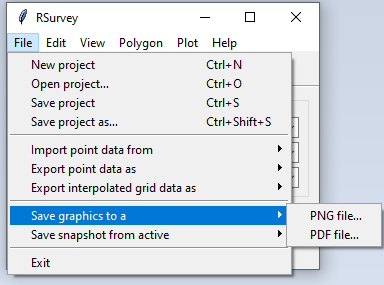 RSurvey
File Edit View Polygon Plot Help
New project Ctrl+N
Open project... Ctrl+O
Save project Ctrl+S
Save project as... Ctrl+Shift+S
Import point data from
Export point data as
Export interpolated grid data as
Save graphics to a
PNG file...
Save snapshot from active
PDF file...
Exit